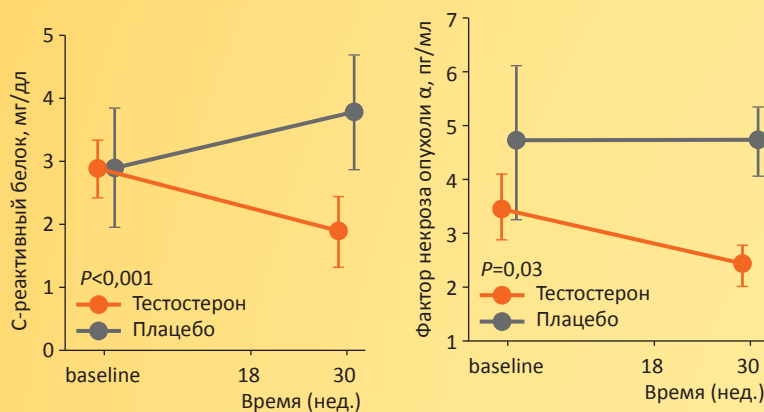 С-реактивный белок, мг/дл
5
4
3
2
1
0
P<0,001
Тестостерон
Плацебо
baseline
18
30
Время (нед.)
Фактор некроза опухоли α, пг/мл
7
6
5
4
3
2
1
P=0,03
Тестостерон
Плацебо
baseline
18
30
Время (нед.)